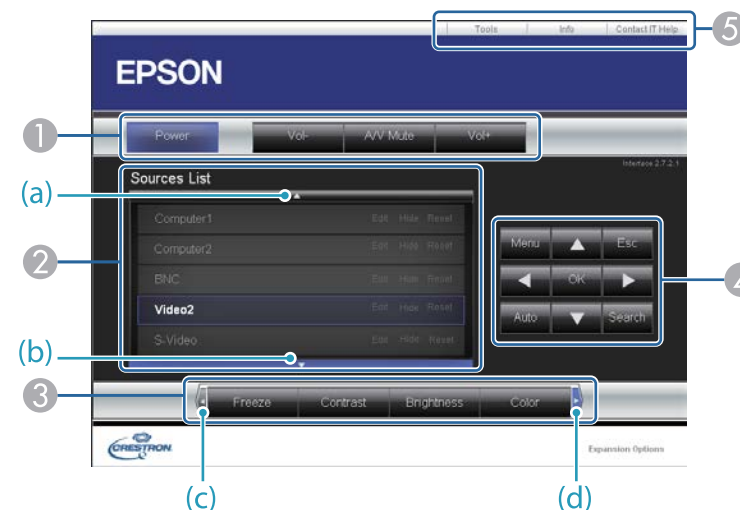 Tools Info Contact IT Help 5
EPSON
1 Power Vol- A/V Mute Vol+
Interface 2.7.2.1
Sources List
(a)
Computer1 Edit Hide Reset
Computer2 Edit Hide Reset
2 BNC Edit Hide Reset
Video2 Edit Hide Reset
S-Video Edit Hide Reset
(b)
Menu Esc
OK 4
Auto Search
3 Freeze Contrast Brightness Color
CRESTRON Expansion Options
(c) (d)